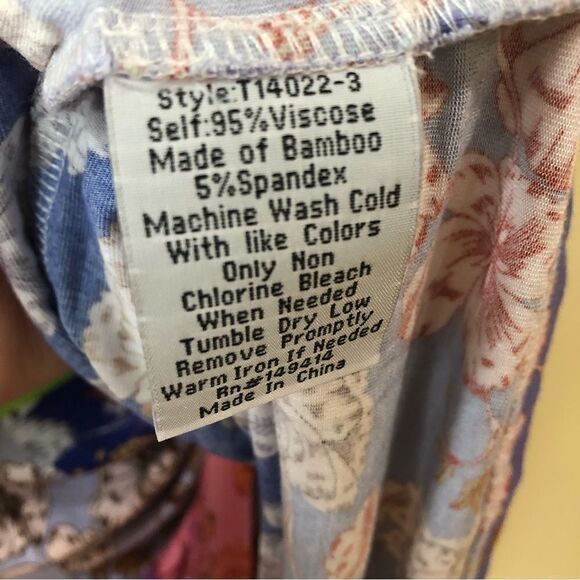 Style:T14022-3
Self:95%Viscose
Made of Bamboo
5%Spandex
Machine Wash Cold
With like Colors
Only Non
Chlorine Bleach
When Needed
Tumble Dry Low
Remove Promptly
Warm Iron If Needed
Rn#149414
Made In China